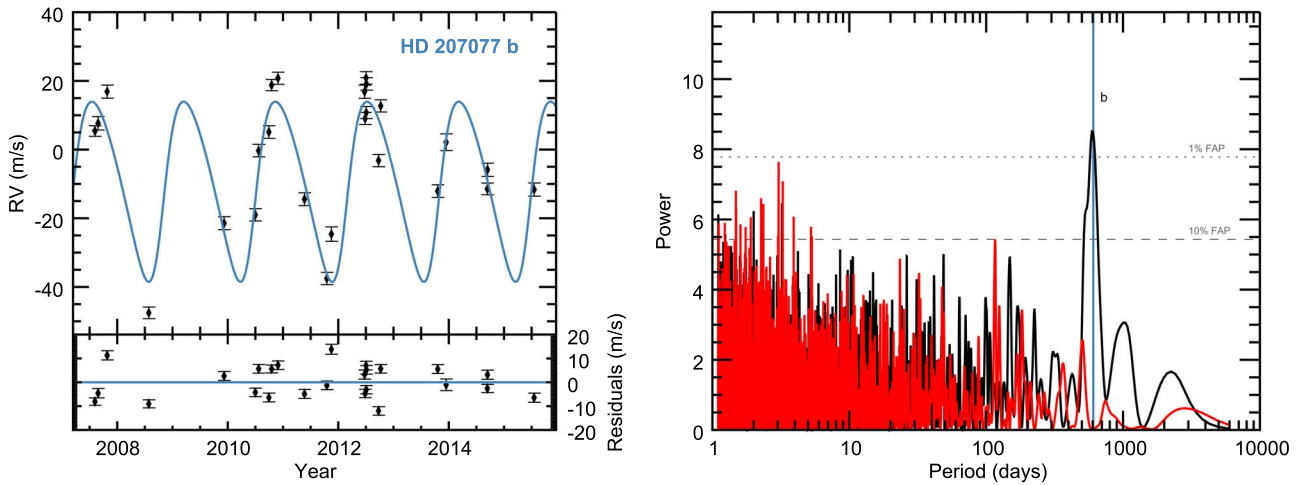 HD 207077 b
RV (m/s)
40
20
0
-20
-40
20
10
0
-10
-20
Residuals (m/s)
2008
2010
2012
2014
Year
Power
10
8
6
4
2
0
b
1% FAP
10% FAP
1
10
100
1000
10000
Period (days)